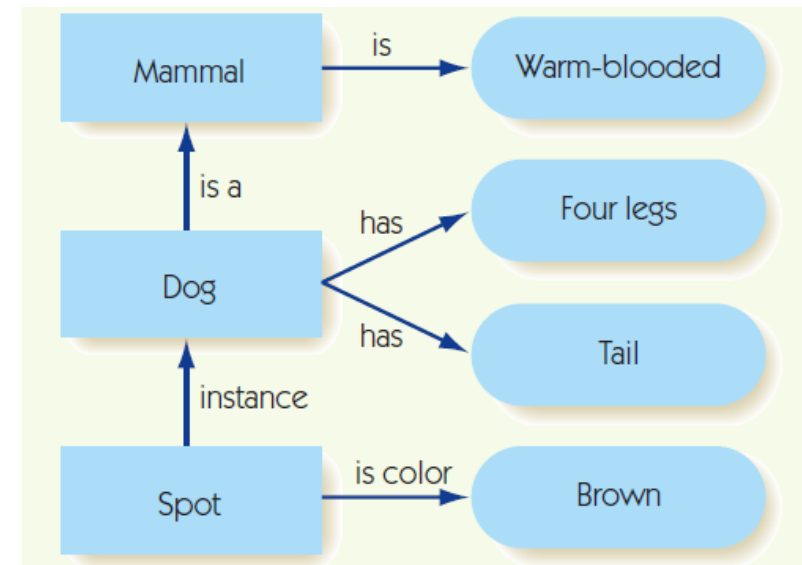 Mammal
is
Warm-blooded
is a
has
Four legs
Dog
has
Tail
instance
Spot
is color
Brown